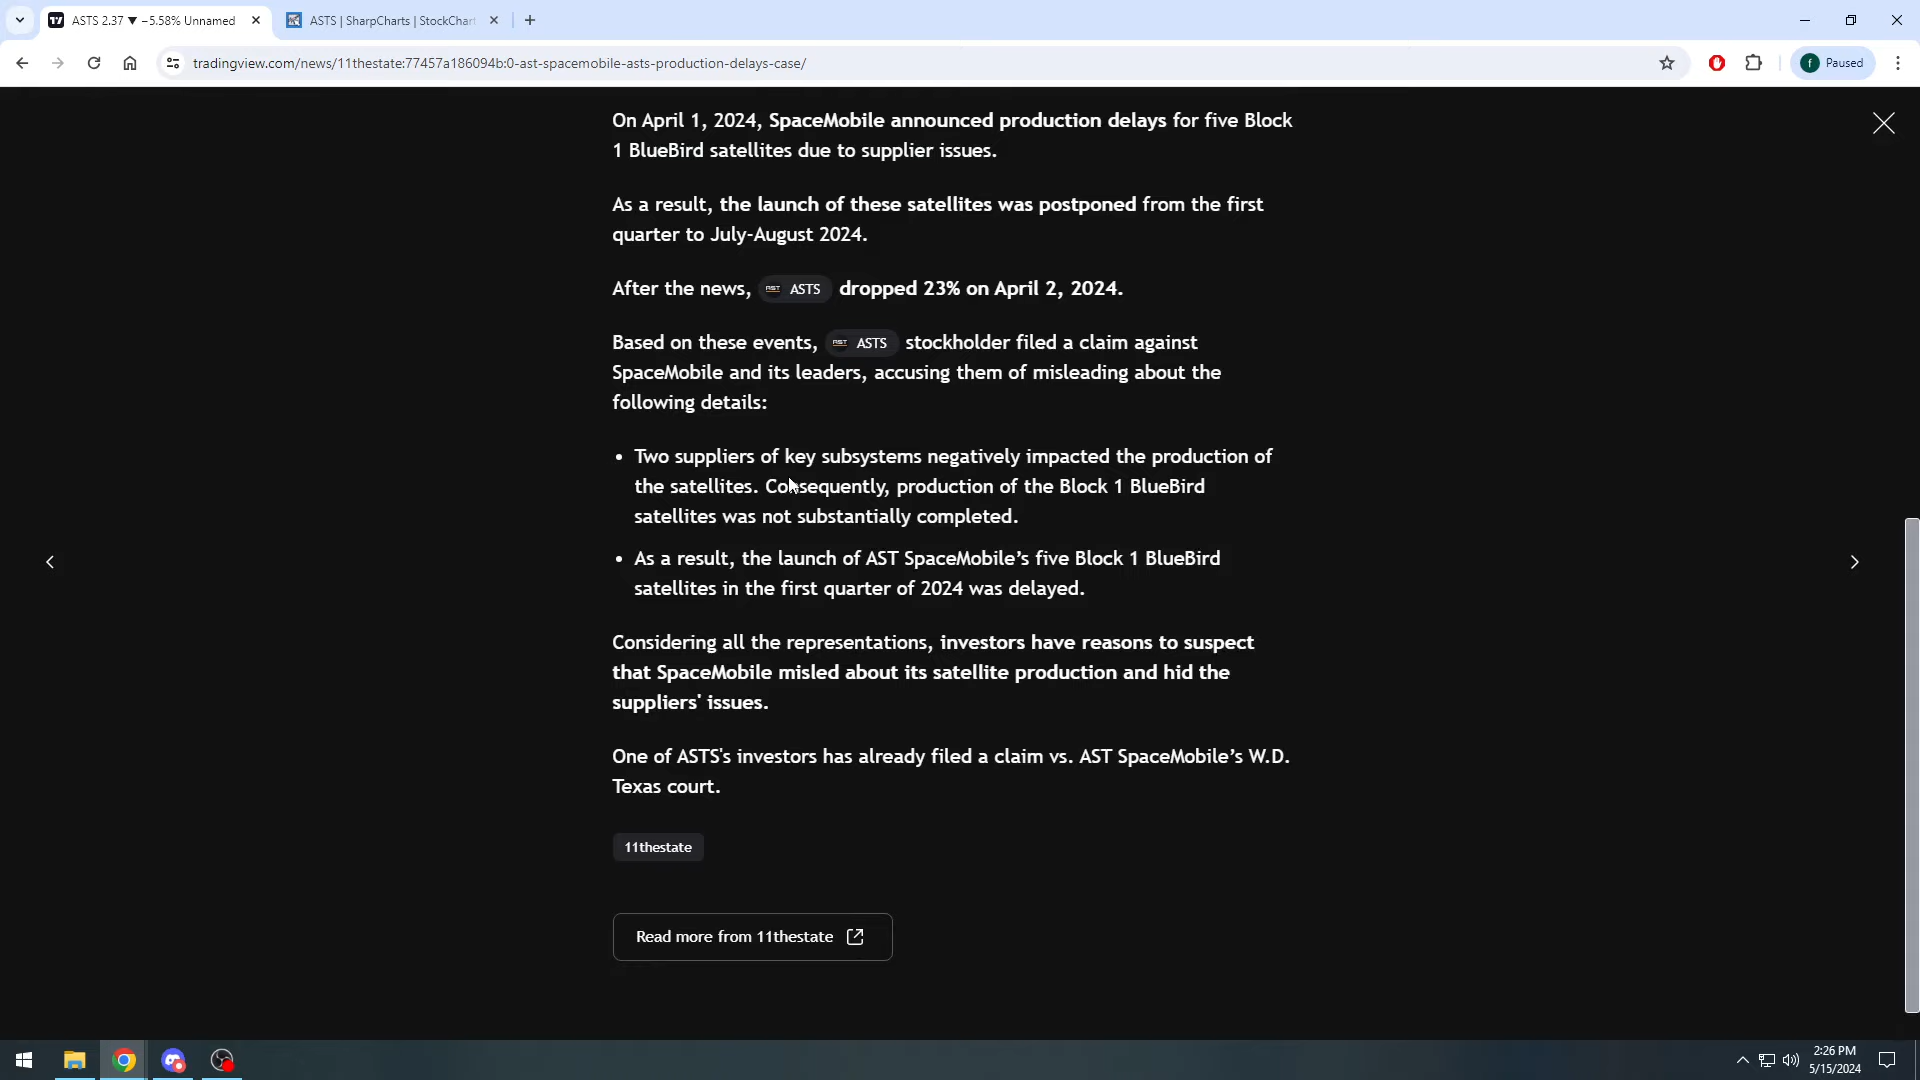 ASTS 2.37 ▼ −5.58% Unnamed
ASTS | SharpCharts | StockChart
tradingview.com/news/11thestate:77457a186094b:0-ast-spacemobile-asts-production-delays-case/
f Paused
On April 1, 2024, SpaceMobile announced production delays for five Block
1 BlueBird satellites due to supplier issues.
As a result, the launch of these satellites was postponed from the first
quarter to July-August 2024.
After the news, AST ASTS dropped 23% on April 2, 2024.
Based on these events, AST ASTS stockholder filed a claim against
SpaceMobile and its leaders, accusing them of misleading about the
following details:
• Two suppliers of key subsystems negatively impacted the production of
the satellites. Consequently, production of the Block 1 BlueBird
satellites was not substantially completed.
• As a result, the launch of AST SpaceMobile’s five Block 1 BlueBird
satellites in the first quarter of 2024 was delayed.
Considering all the representations, investors have reasons to suspect
that SpaceMobile misled about its satellite production and hid the
suppliers' issues.
One of ASTS's investors has already filed a claim vs. AST SpaceMobile’s W.D.
Texas court.
11thestate
Read more from 11thestate
2:26 PM
5/15/2024